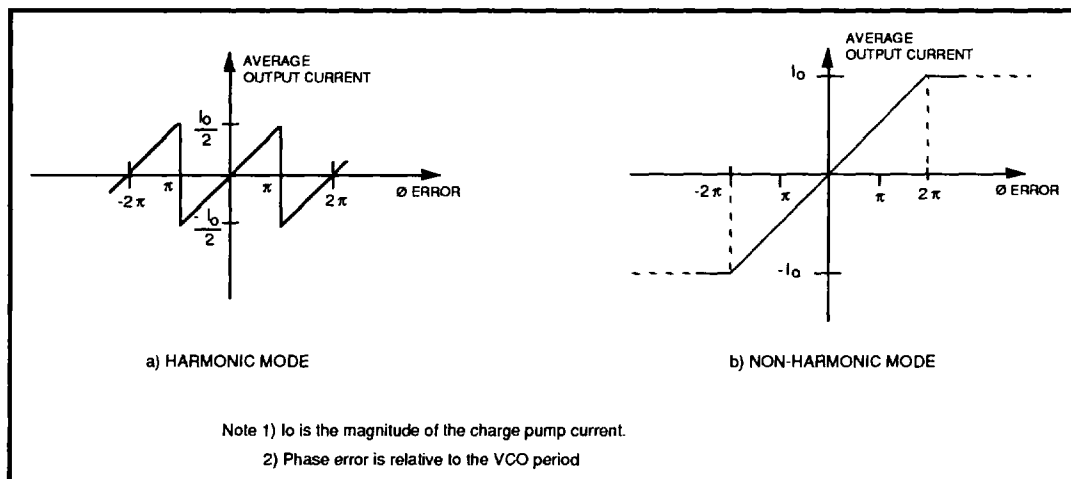 AVERAGE
OUTPUT CURRENT
Io
2
-2π
π
π
2π
Ø ERROR
- Io
2
a) HARMONIC MODE
AVERAGE
OUTPUT CURRENT
Io
-2π
π
π
2π
Ø ERROR
-Io
b) NON-HARMONIC MODE
Note 1) Io is the magnitude of the charge pump current.
2) Phase error is relative to the VCO period